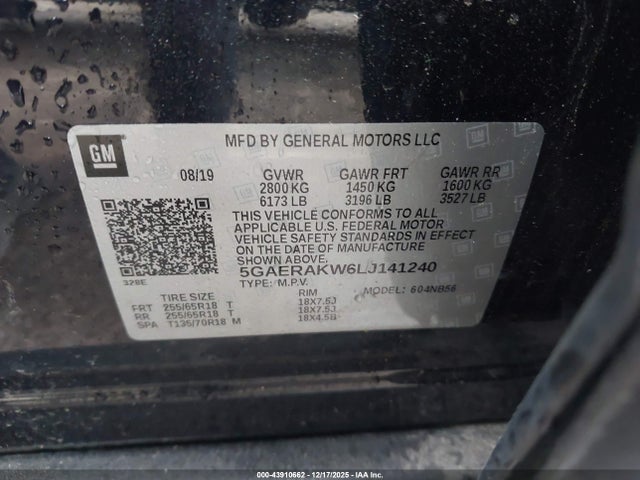 GM
MFD BY GENERAL MOTORS LLC
08/19 GVWR GAWR FRT GAWR RR
2800 KG 1450 KG 1600 KG
6173 LB 3196 LB 3527 LB
THIS VEHICLE CONFORMS TO ALL
APPLICABLE U.S. FEDERAL MOTOR
VEHICLE SAFETY STANDARDS IN EFFECT
ON THE DATE OF MANUFACTURE
SHOWN ABOVE.
328E 5GAERAKW6LJ141240
TYPE: M.P.V. MODEL: 604NB56
TIRE SIZE RIM
FRT 255/65R18 T 18X7.5J
RR 255/65R18 T 18X7.5J
SPA T135/70R18 M 18X4.5B
000-43910662 - 12/17/2025 - IAAI.COM